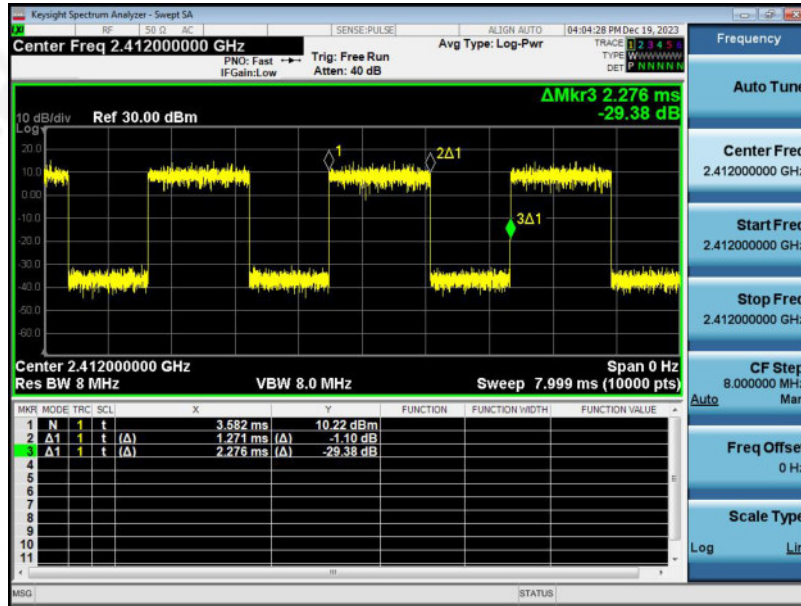 Keysight Spectrum Analyzer - Swept SA
RF 50 Ω AC SENSE:PULSE ALIGN AUTO 04:04:28 PM Dec 19, 2023
Center Freq 2.412000000 GHz
PNO: Fast
IFGain:Low
Trig: Free Run
Atten: 40 dB
Avg Type: Log-Pwr
TRACE 1 2 3 4 5 6
TYPE W
DET P N N N N N
ΔMkr3 2.276 ms
-29.38 dB
10 dB/div Ref 30.00 dBm
Log
20.0
10.0
0.00
-10.0
-20.0
-30.0
-40.0
-50.0
-60.0
1
2Δ1
3Δ1
Center 2.412000000 GHz Span 0 Hz
Res BW 8 MHz VBW 8.0 MHz Sweep 7.999 ms (10000 pts)
MKR MODE TRC SCL X Y FUNCTION FUNCTION WIDTH FUNCTION VALUE
1 N 1 t 3.582 ms 10.22 dBm
2 Δ1 1 t (Δ) 1.271 ms (Δ) -1.10 dB
3 Δ1 1 t (Δ) 2.276 ms (Δ) -29.38 dB
4
5
6
7
8
9
10
11
MSG STATUS
Frequency
Auto Tune
Center Freq
2.412000000 GHz
Start Freq
2.412000000 GHz
Stop Freq
2.412000000 GHz
CF Step
8.000000 MHz
Auto Man
Freq Offset
0 Hz
Scale Type
Log Lin